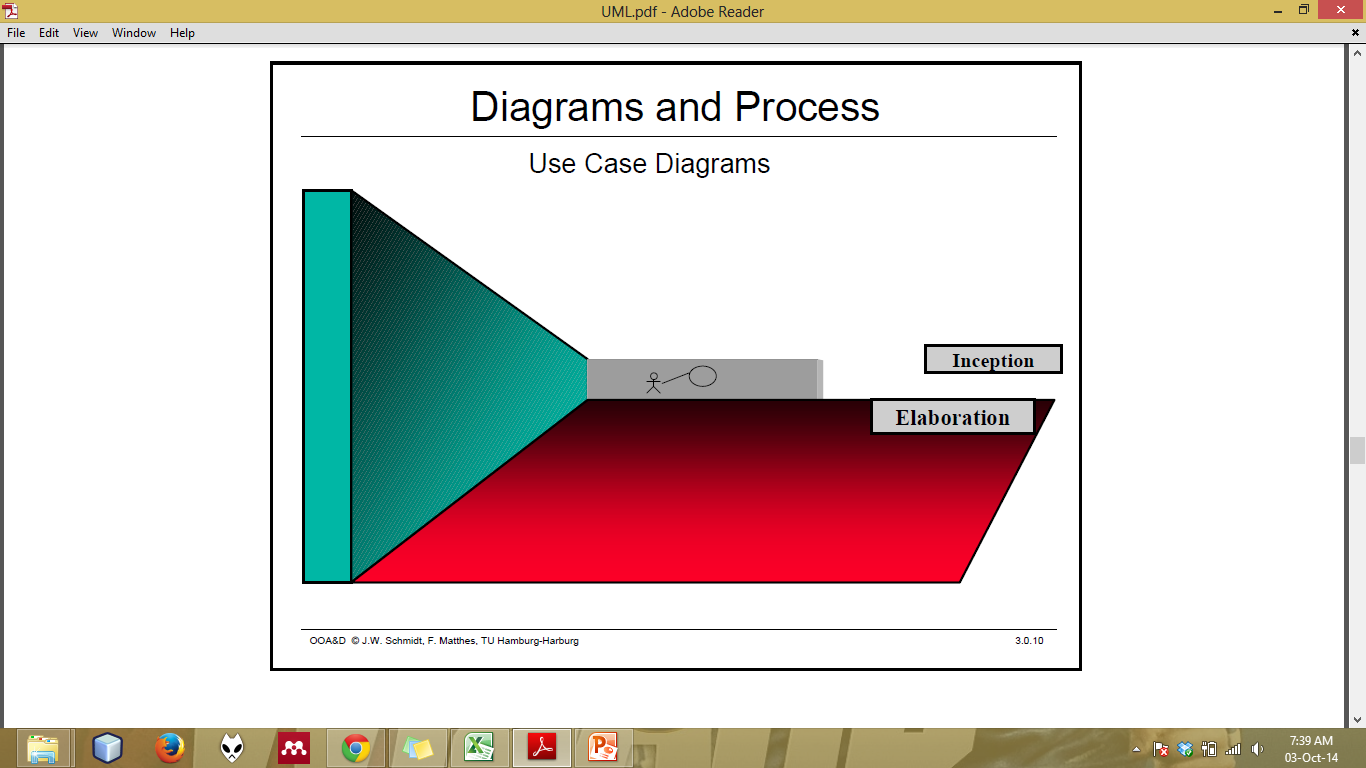 UML.pdf - Adobe Reader
File Edit View Window Help
Diagrams and Process
Use Case Diagrams
Inception
Elaboration
OOA&D © J.W. Schmidt, F. Matthes, TU Hamburg-Harburg 3.0.10
7:39 AM
03-Oct-14